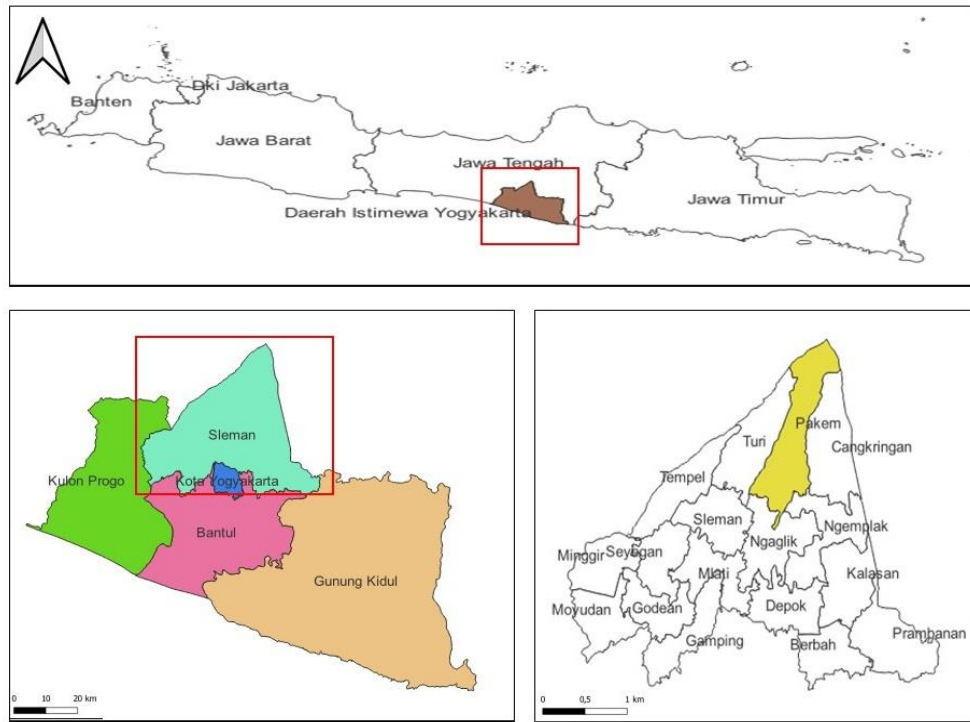 Dki Jakarta
Banten
Jawa Barat
Jawa Tengah
Daerah Istimewa Yogyakarta
Jawa Timur
Sleman
Kulon Progo
Kota Yogyakarta
Bantul
Gunung Kidul
0 10 20 km
Pakem
Turi
Cangkringan
Tempel
Sleman
Ngemplak
Ngaglik
Minggir
Seyegan
Mlati
Kalasan
Moyudan
Godean
Depok
Gamping
Berbah
Prambanan
0 0,5 1 km